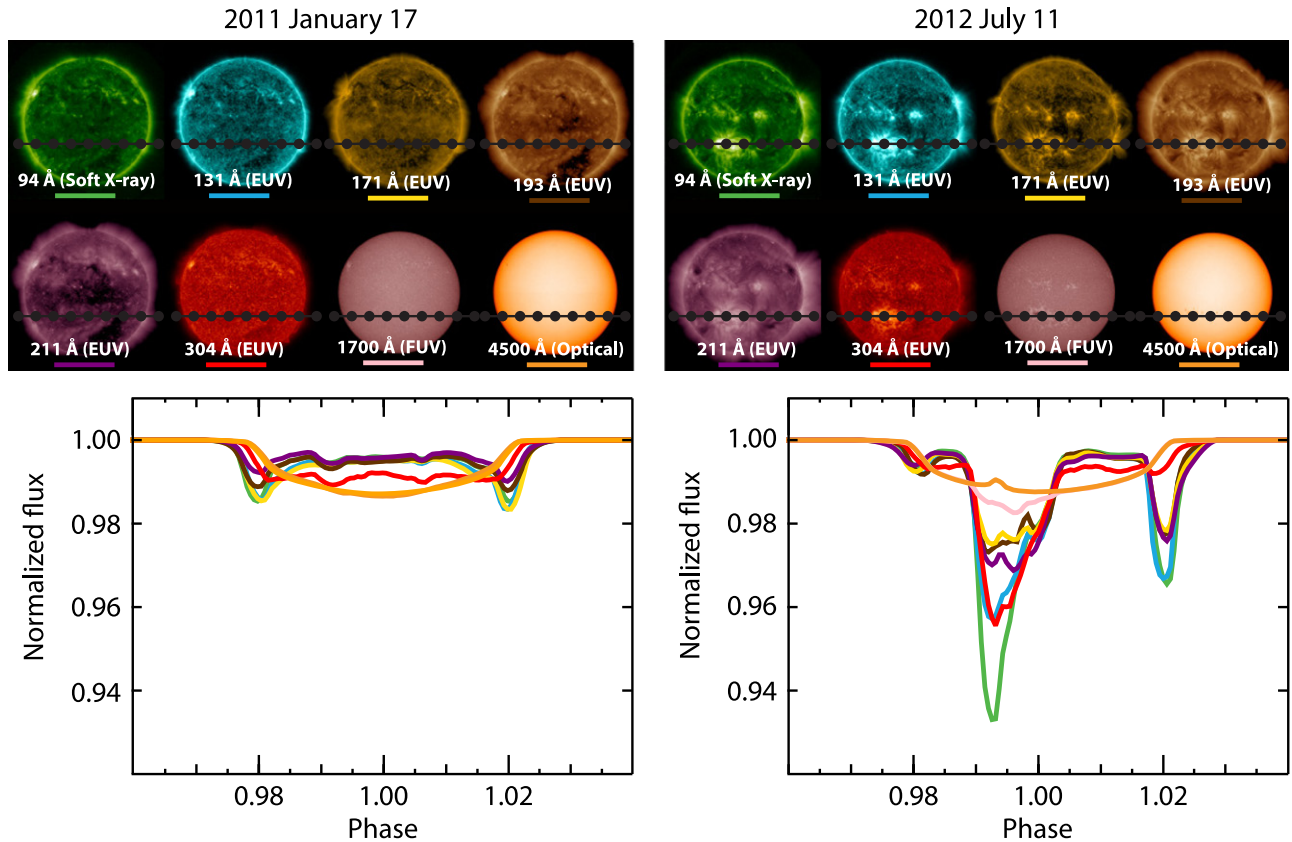 2011 January 17
2012 July 11
94 Å (Soft X-ray) 131 Å (EUV) 171 Å (EUV) 193 Å (EUV)
211 Å (EUV) 304 Å (EUV) 1700 Å (FUV) 4500 Å (Optical)
94 Å (Soft X-ray) 131 Å (EUV) 171 Å (EUV) 193 Å (EUV)
211 Å (EUV) 304 Å (EUV) 1700 Å (FUV) 4500 Å (Optical)
Normalized flux
1.00
0.98
0.96
0.94
0.98 1.00 1.02
Phase
Normalized flux
1.00
0.98
0.96
0.94
0.98 1.00 1.02
Phase